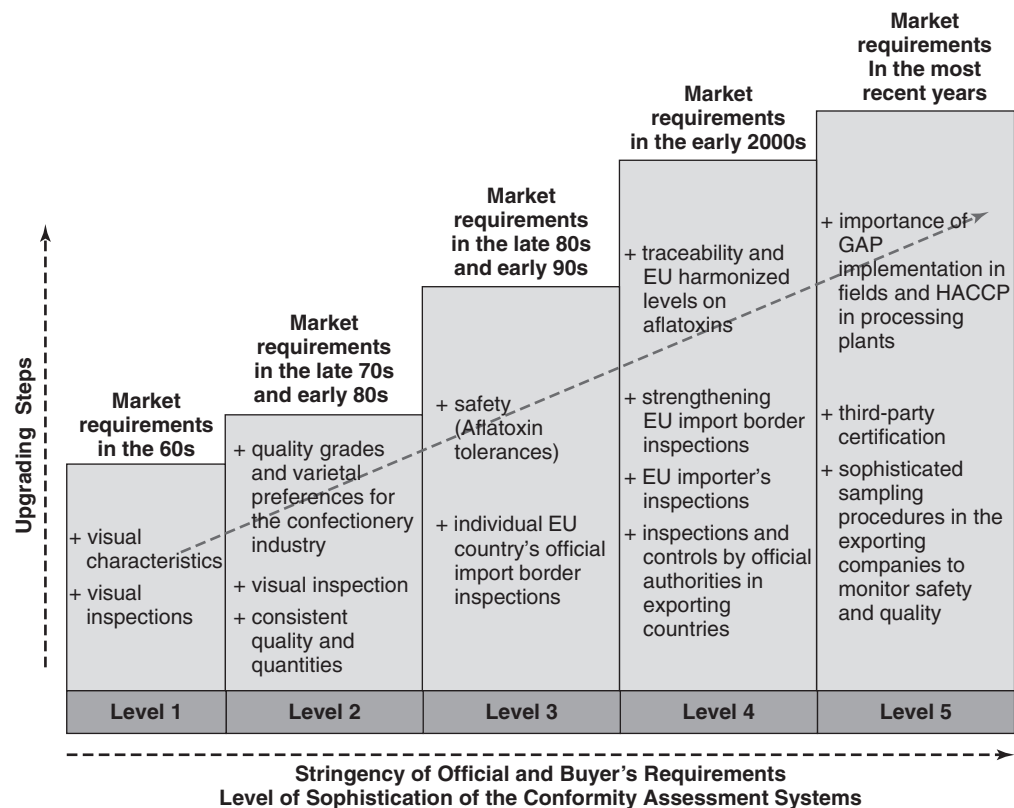 Market
requirements
in the 60s
+ visual
characteristics
+ visual
inspections
Level 1
Market
requirements
in the late 70s
and early 80s
+ quality grades
and varietal
preferences for
the confectionery
industry
+ visual inspection
+ consistent
quality and
quantities
Level 2
Market
requirements
in the late 80s
and early 90s
+ safety
(Aflatoxin
tolerances)
+ individual EU
country's official
import border
inspections
Level 3
Market
requirements
in the early 2000s
+ traceability and
EU harmonized
levels on
aflatoxins
+ strengthening
EU import border
inspections
+ EU importer's
inspections
+ inspections and
controls by official
authorities in
exporting
countries
Level 4
Market
requirements
In the most
recent years
+ importance of
GAP
implementation in
fields and HACCP
in processing
plants
+ third-party
certification
+ sophisticated
sampling
procedures in the
exporting
companies to
monitor safety
and quality
Level 5
Upgrading Steps
Stringency of Official and Buyer's Requirements
Level of Sophistication of the Conformity Assessment Systems